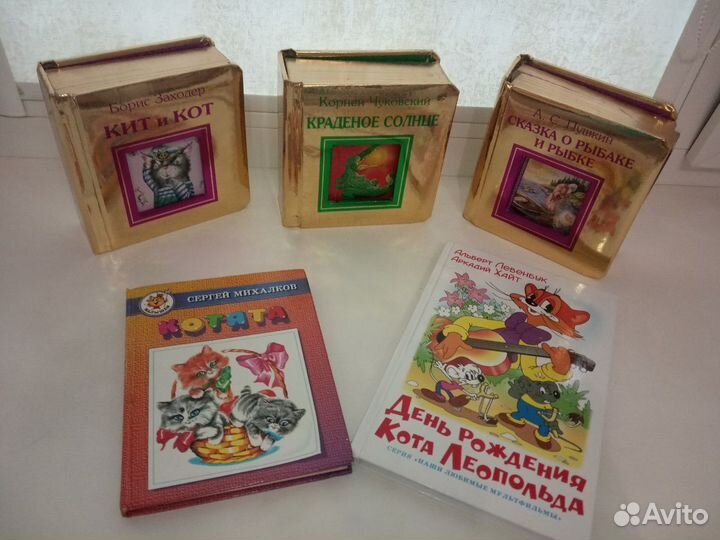 Борис Заходер
КИТ и КОТ
Корней Чуковский
КРАДЕНОЕ СОЛНЦЕ
А. С. Пушкин
СКАЗКА О РЫБАКЕ
И РЫБКЕ
СЕРГЕЙ МИХАЛКОВ
КОТЯТА
Альберт Левенбук
Аркадий Хайт
День рождения
Кота Леопольда
СЕРИЯ «НАШИ ЛЮБИМЫЕ МУЛЬТФИЛЬМЫ»
Avito